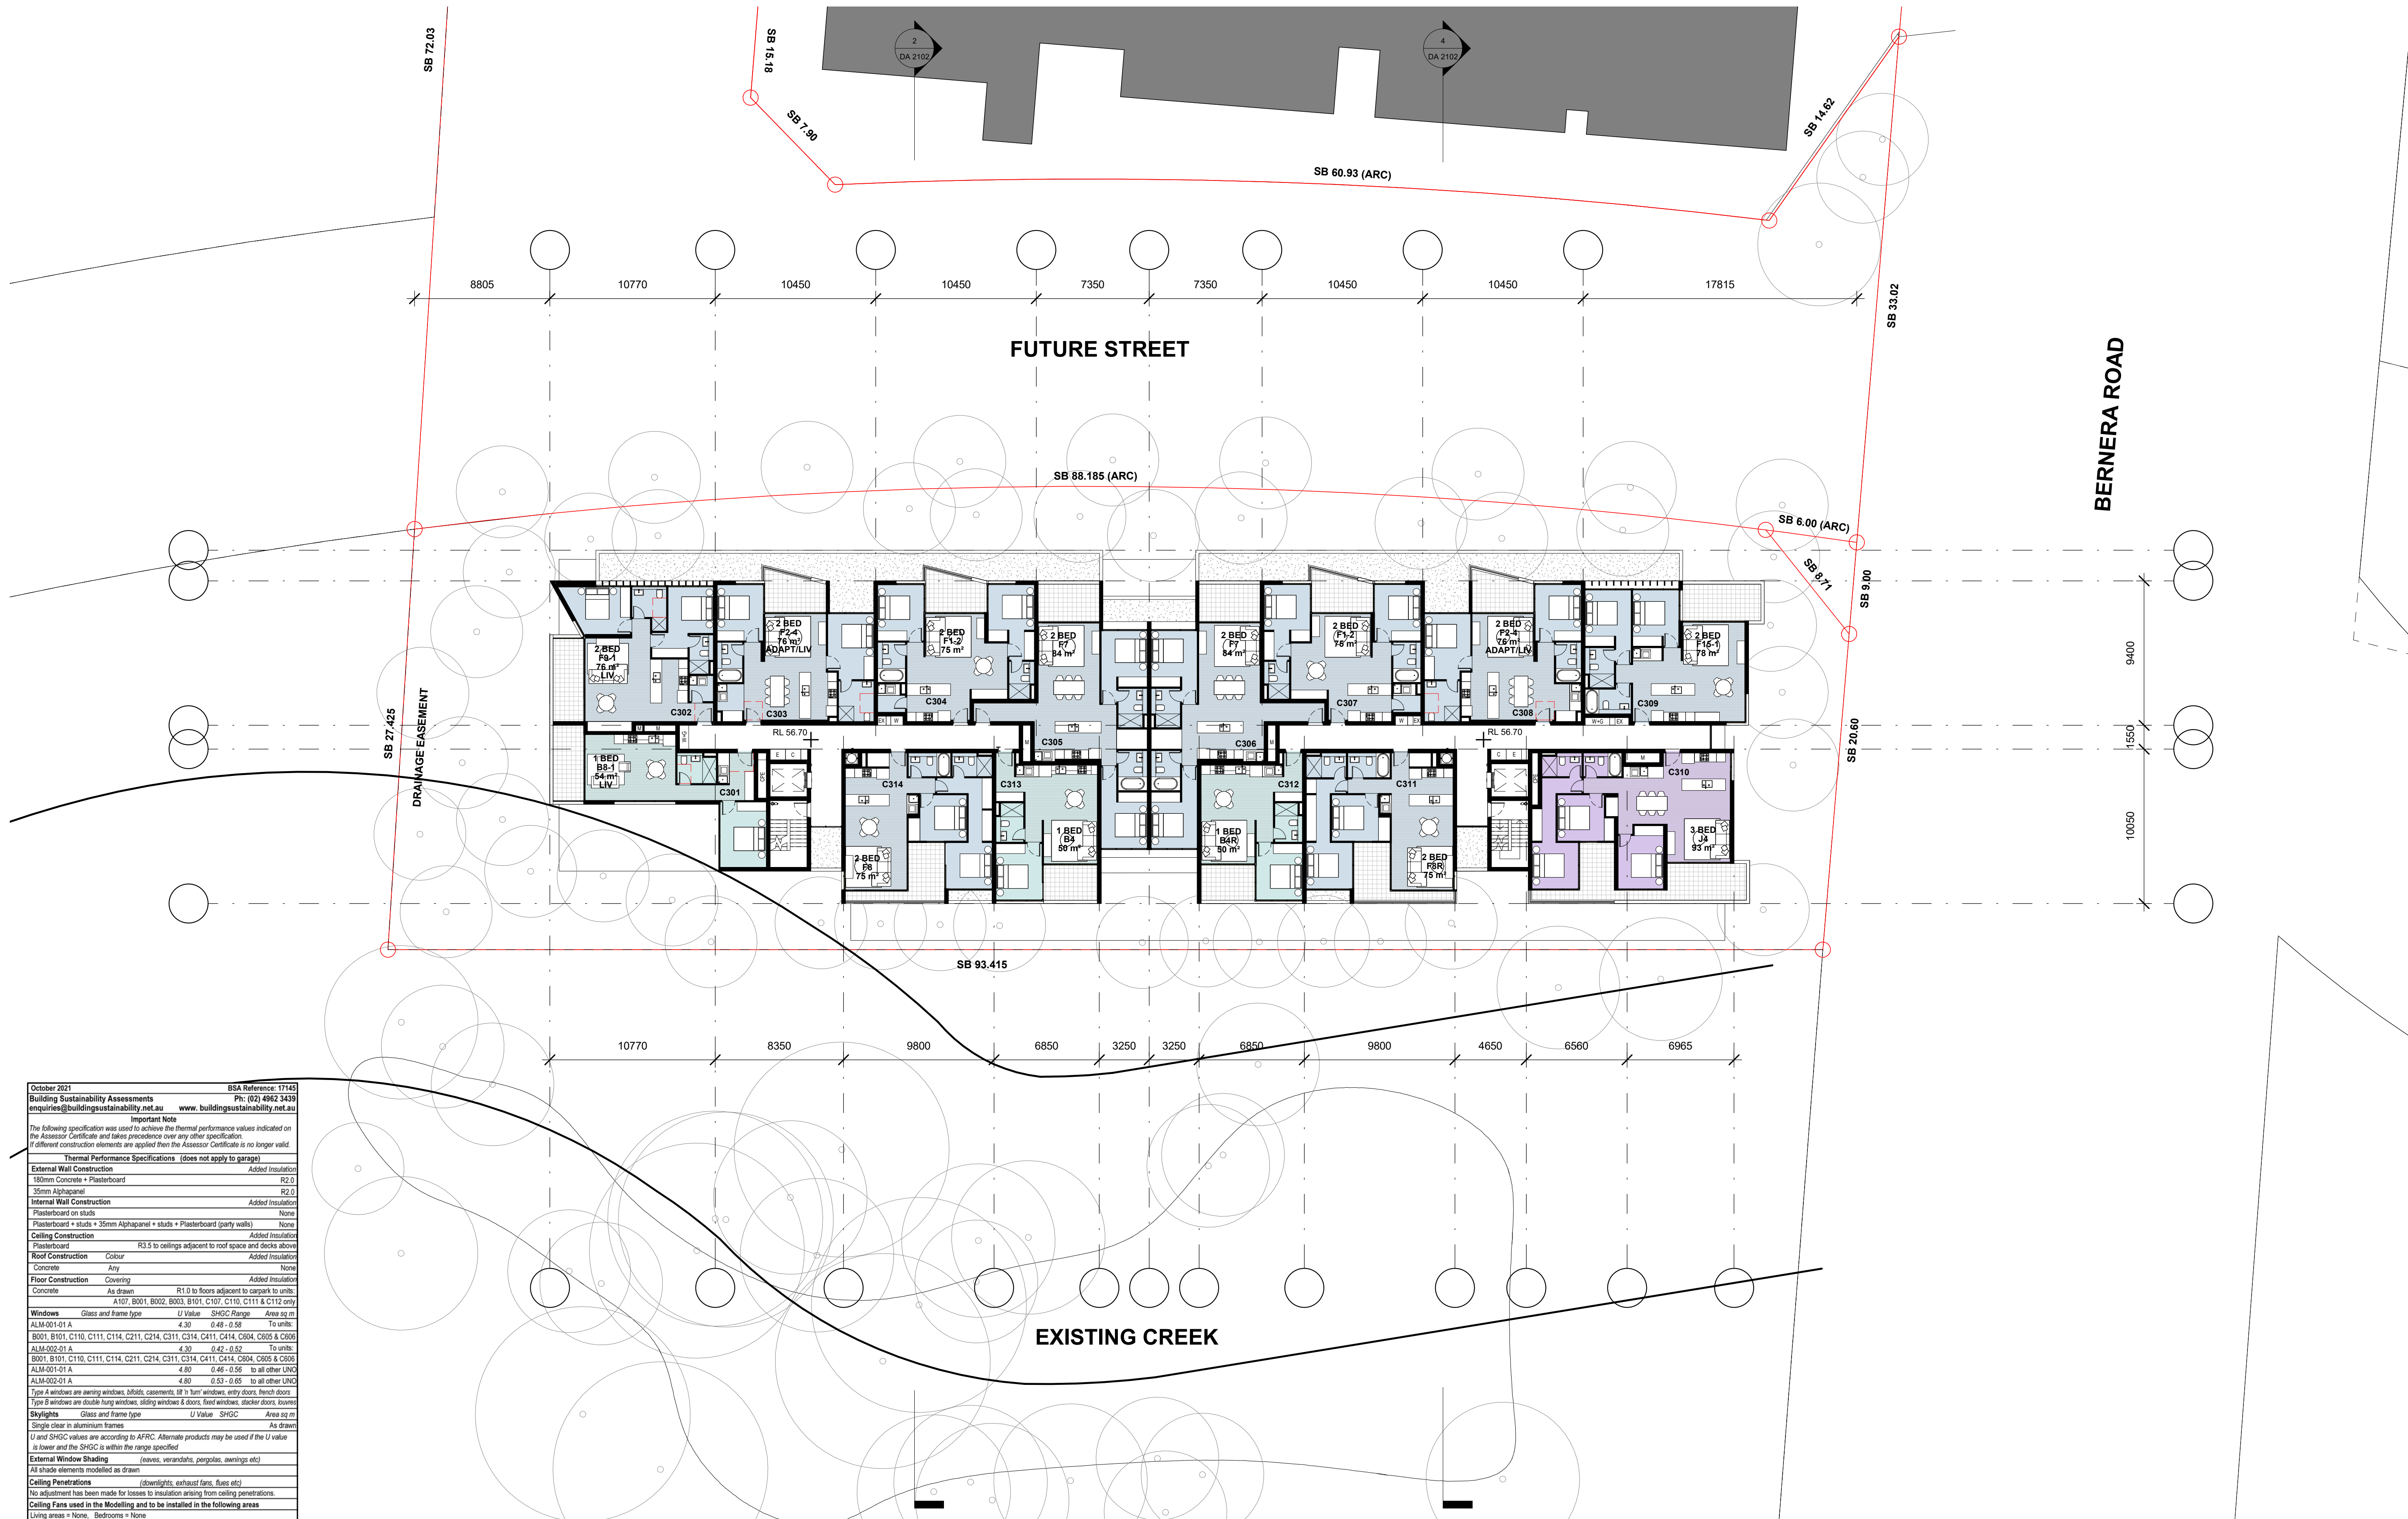 SB 72.03
SB 15.18
2
DA 2102
4
DA 2102
SB 7.90
SB 14.62
SB 60.93 (ARC)
8805
10770
10450
10450
7350
7350
10450
10450
17815
SB 33.02
FUTURE STREET
BERNERA ROAD
SB 88.185 (ARC)
SB 6.00 (ARC)
SB 8.71
SB 9.00
2 BED
F9-1
76 m²
LIV
C302
2 BED
F2-4
76 m²
ADAPT/LIV
C303
2 BED
F1-2
75 m²
C304
2 BED
F7
84 m²
C305
2 BED
F7
84 m²
C306
2 BED
F1-2
75 m²
C307
2 BED
F2-4
76 m²
ADAPT/LIV
C308
2 BED
F15-1
78 m²
C309
9400
1550
10050
EX W
W EX
W+G EX
M M
W+G
M
M
M
RL 56.70
RL 56.70
E C
C E
CPE
CPE
SB 27.425
DRAINAGE EASEMENT
SB 20.60
1 BED
B8-1
54 m²
LIV
C301
C314
2 BED
F8
75 m²
C313
1 BED
B4
50 m²
C312
1 BED
B4R
50 m²
C311
2 BED
F8R
75 m²
C310
3 BED
J4
93 m²
SB 93.415
10770
8350
9800
6850
3250
3250
6850
9800
4650
6560
6965
EXISTING CREEK
October 2021 BSA Reference: 17145
Building Sustainability Assessments Ph: (02) 4962 3439
enquiries@buildingsustainability.net.au www. buildingsustainability.net.au
Important Note
The following specification was used to achieve the thermal performance values indicated on
the Assessor Certificate and takes precedence over any other specification.
If different construction elements are applied then the Assessor Certificate is no longer valid.
Thermal Performance Specifications (does not apply to garage)
External Wall Construction Added Insulation
180mm Concrete + Plasterboard R2.0
35mm Alphapanel R2.0
Internal Wall Construction Added Insulation
Plasterboard on studs None
Plasterboard + studs + 35mm Alphapanel + studs + Plasterboard (party walls) None
Ceiling Construction Added Insulation
Plasterboard R3.5 to ceilings adjacent to roof space and decks above
Roof Construction Colour Added Insulation
Concrete Any None
Floor Construction Covering Added Insulation
Concrete As drawn R1.0 to floors adjacent to carpark to units:
A107, B001, B002, B003, B101, C107, C110, C111 & C112 only
Windows Glass and frame type U Value SHGC Range Area sq m
ALM-001-01 A 4.30 0.48 - 0.58 To units:
B001, B101, C110, C111, C114, C211, C214, C311, C314, C411, C414, C604, C605 & C606
ALM-002-01 A 4.30 0.42 - 0.52 To units:
B001, B101, C110, C111, C114, C211, C214, C311, C314, C411, C414, C604, C605 & C606
ALM-001-01 A 4.80 0.46 - 0.56 to all other UNO
ALM-002-01 A 4.80 0.53 - 0.65 to all other UNO
Type A windows are awning windows, bifolds, casements, tilt 'n 'turn' windows, entry doors, french doors
Type B windows are double hung windows, sliding windows & doors, fixed windows, stacker doors, louvres
Skylights Glass and frame type U Value SHGC Area sq m
Single clear in aluminium frames As drawn
U and SHGC values are according to AFRC. Alternate products may be used if the U value
is lower and the SHGC is within the range specified
External Window Shading (eaves, verandahs, pergolas, awnings etc)
All shade elements modelled as drawn
Ceiling Penetrations (downlights, exhaust fans, flues etc)
No adjustment has been made for losses to insulation arising from ceiling penetrations.
Ceiling Fans used in the Modelling and to be installed in the following areas
Living areas = None, Bedrooms = None